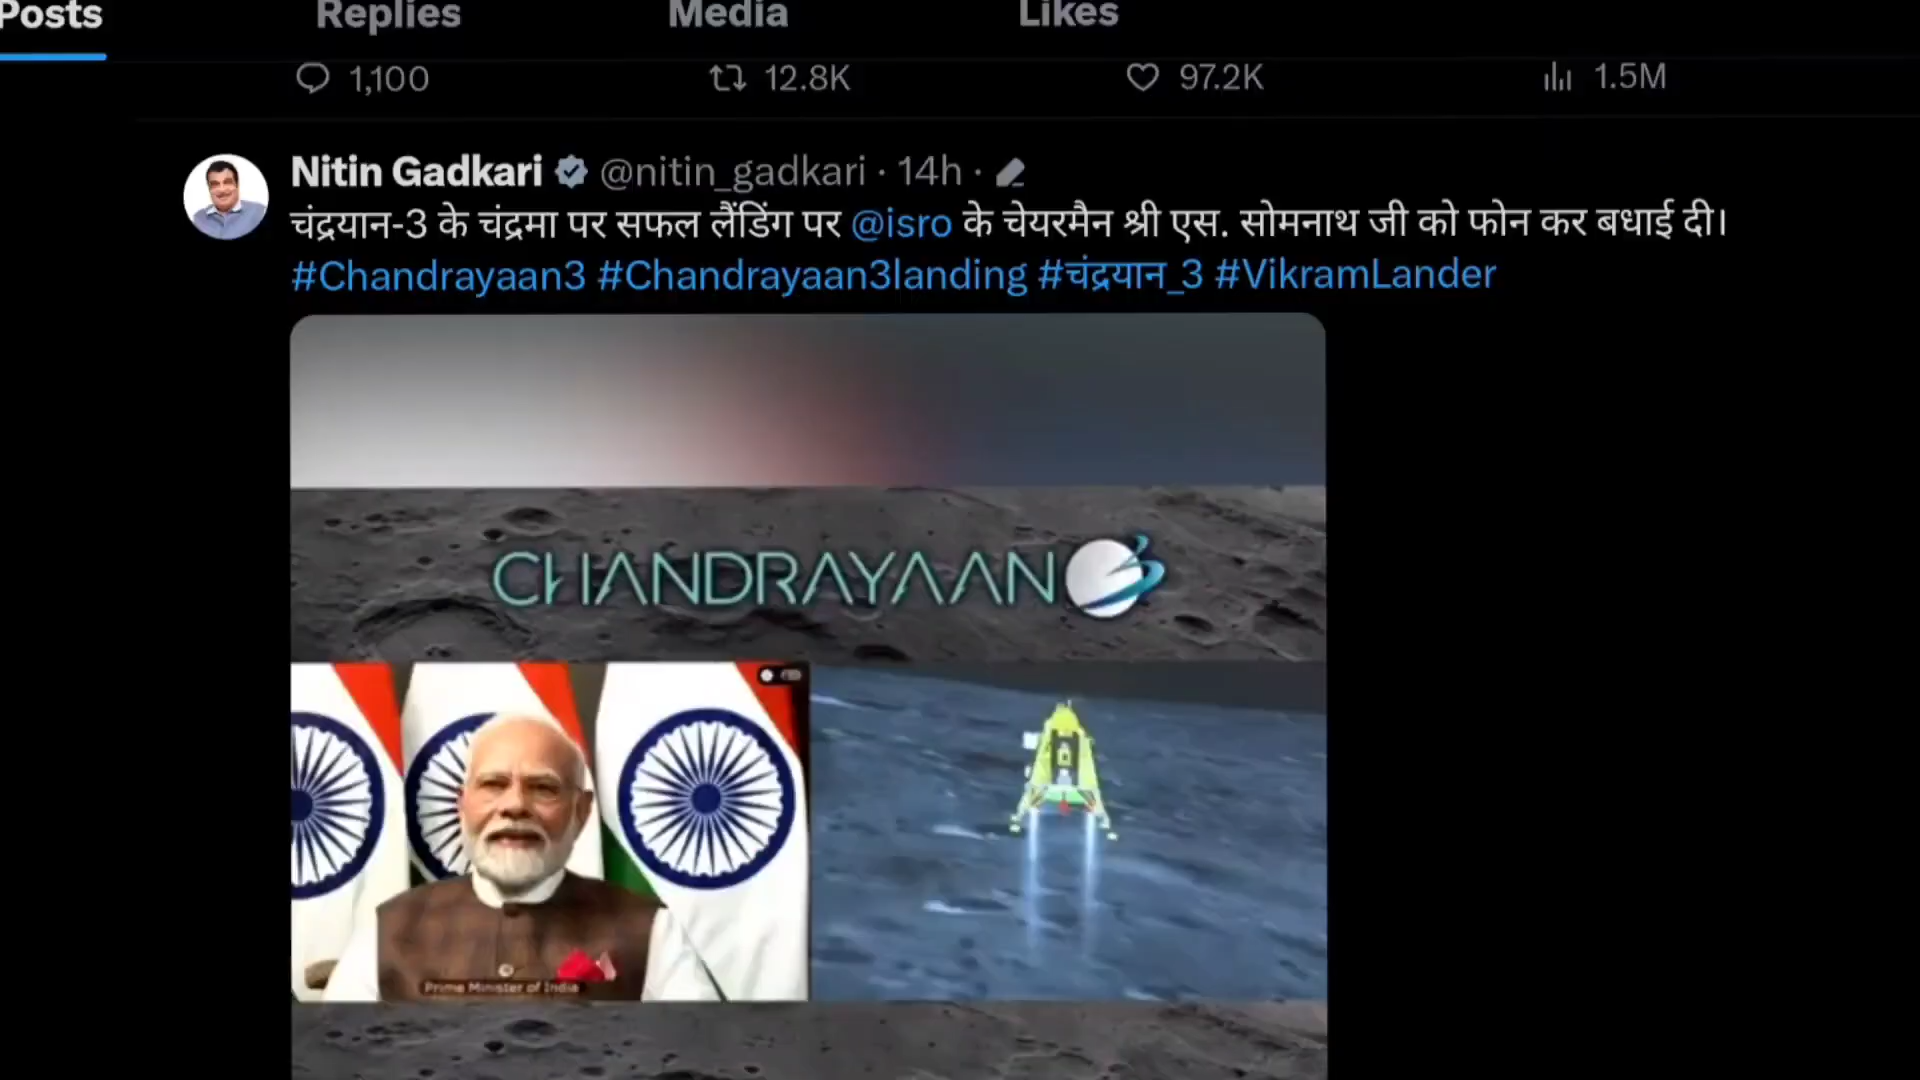 Posts Replies Media Likes
1,100 12.8K 97.2K 1.5M
Nitin Gadkari @nitin_gadkari · 14h ·
चंद्रयान-3 के चंद्रमा पर सफल लैंडिंग पर @isro के चेयरमैन श्री एस. सोमनाथ जी को फोन कर बधाई दी।
#Chandrayaan3 #Chandrayaan3landing #चंद्रयान_3 #VikramLander
CHANDRAYAAN 3
Prime Minister of India